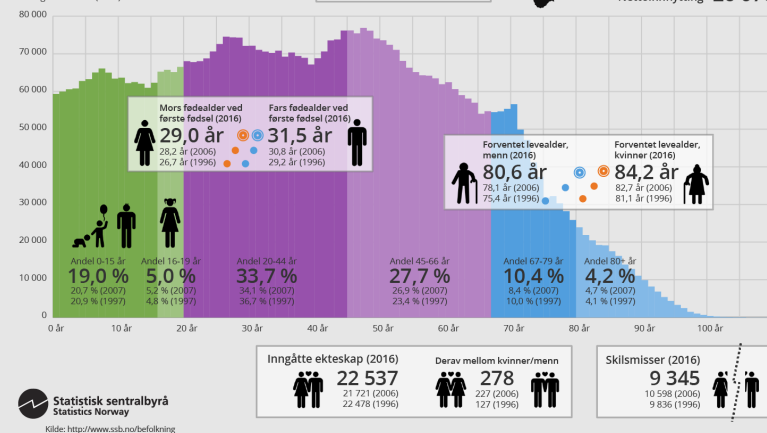 80 000
70 000
60 000
50 000
40 000
30 000
20 000
10 000
0
Mors fødealder ved
første fødsel (2016)
29,0 år
28,2 år (2006)
26,7 år (1996)
Fars fødealder ved
første fødsel (2016)
31,5 år
30,8 år (2006)
29,2 år (1996)
Forventet levealder,
menn (2016)
80,6 år
78,1 år (2006)
75,4 år (1996)
Forventet levealder,
kvinner (2016)
84,2 år
82,7 år (2006)
81,1 år (1996)
Andel 0-15 år
19,0 %
20,7 % (2007)
20,9 % (1997)
Andel 16-19 år
5,0 %
5,2 % (2007)
4,8 % (1997)
Andel 20-44 år
33,7 %
34,1 % (2007)
36,7 % (1997)
Andel 45-66 år
27,7 %
26,9 % (2007)
23,4 % (1997)
Andel 67-79 år
10,4 %
8,4 % (2007)
10,0 % (1997)
Andel 80+ år
4,2 %
4,7 % (2007)
4,1 % (1997)
0 år
10 år
20 år
30 år
40 år
50 år
60 år
70 år
80 år
90 år
100 år
Inngåtte ekteskap (2016)
22 537
21 721 (2006)
22 478 (1996)
Derav mellom kvinner/menn
278
227 (2006)
127 (1996)
Skilsmisser (2016)
9 345
10 598 (2006)
9 836 (1996)
Statistisk sentralbyrå
Statistics Norway
Kilde: http://www.ssb.no/befolkning